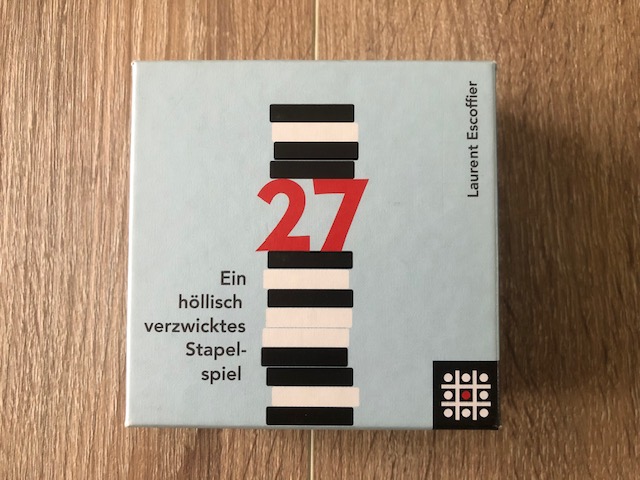 Laurent Escoffier
27
Ein
höllisch
verzwicktes
Stapel-
spiel